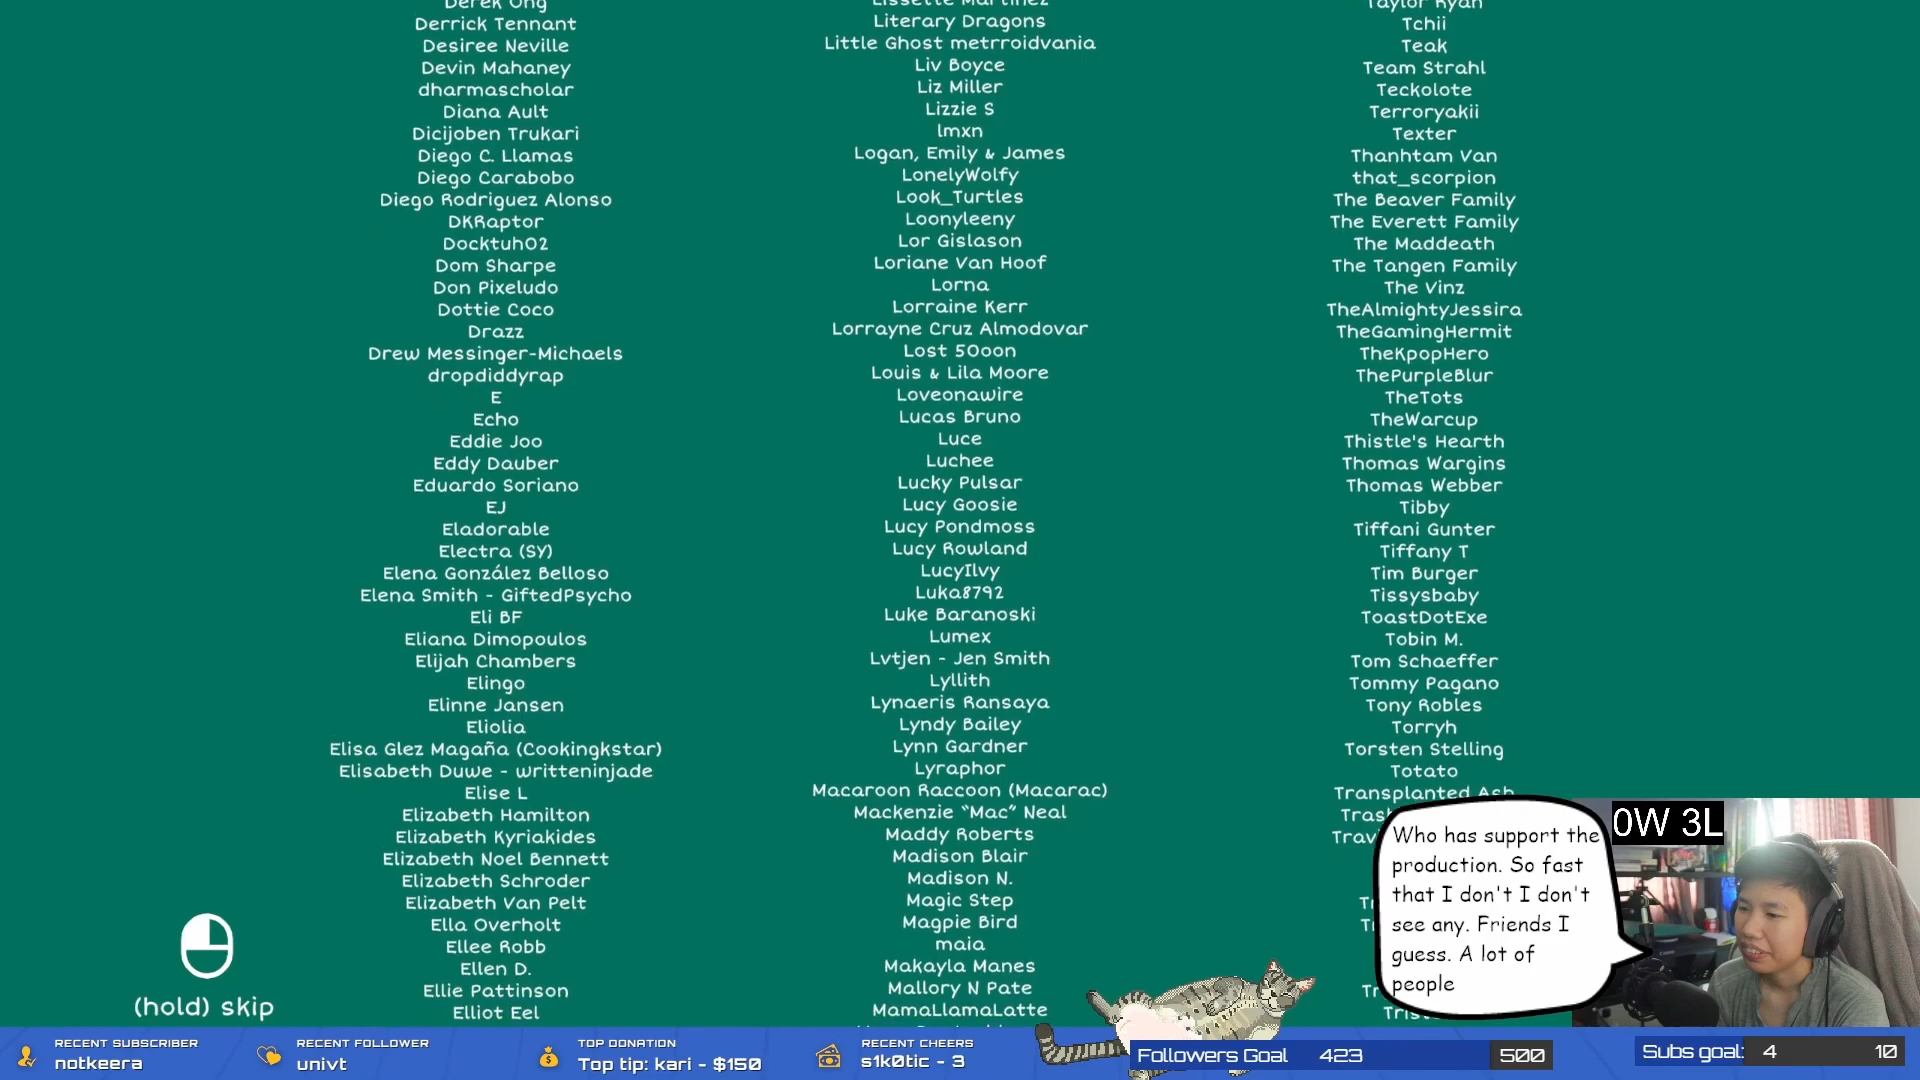 Derek Ong
Derrick Tennant
Desiree Neville
Devin Mahaney
dharmascholar
Diana Ault
Dicijoben Trukari
Diego C. Llamas
Diego Carabobo
Diego Rodriguez Alonso
DKRaptor
Docktuh02
Dom Sharpe
Don Pixeludo
Dottie Coco
Drazz
Drew Messinger-Michaels
dropdiddyrap
E
Echo
Eddie Joo
Eddy Dauber
Eduardo Soriano
EJ
Eladorable
Electra (SY)
Elena González Belloso
Elena Smith - GiftedPsycho
Eli BF
Eliana Dimopoulos
Elijah Chambers
Elingo
Elinne Jansen
Eliolia
Elisa Glez Magaña (Cookingkstar)
Elisabeth Duwe - writteninjade
Elise L
Elizabeth Hamilton
Elizabeth Kyriakides
Elizabeth Noel Bennett
Elizabeth Schroder
Elizabeth Van Pelt
Ella Overholt
Ellee Robb
Ellen D.
Ellie Pattinson
Elliot Eel
Lissette Martinez
Literary Dragons
Little Ghost metrroidvania
Liv Boyce
Liz Miller
Lizzie S
lmxn
Logan, Emily & James
LonelyWolfy
Look_Turtles
Loonyleeny
Lor Gislason
Loriane Van Hoof
Lorna
Lorraine Kerr
Lorrayne Cruz Almodovar
Lost 50oon
Louis & Lila Moore
Loveonawire
Lucas Bruno
Luce
Luchee
Lucky Pulsar
Lucy Goosie
Lucy Pondmoss
Lucy Rowland
LucyIlvy
Luka8792
Luke Baranoski
Lumex
Lvtjen - Jen Smith
Lyllith
Lynaeris Ransaya
Lyndy Bailey
Lynn Gardner
Lyraphor
Macaroon Raccoon (Macarac)
Mackenzie “Mac” Neal
Maddy Roberts
Madison Blair
Madison N.
Magic Step
Magpie Bird
maia
Makayla Manes
Mallory N Pate
MamaLlamaLatte
Taylor Ryan
Tchii
Teak
Team Strahl
Teckolote
Terroryakii
Texter
Thanhtam Van
that_scorpion
The Beaver Family
The Everett Family
The Maddeath
The Tangen Family
The Vinz
TheAlmightyJessira
TheGamingHermit
TheKpopHero
ThePurpleBlur
TheTots
TheWarcup
Thistle's Hearth
Thomas Wargins
Thomas Webber
Tibby
Tiffani Gunter
Tiffany T
Tim Burger
Tissysbaby
ToastDotExe
Tobin M.
Tom Schaeffer
Tommy Pagano
Tony Robles
Torryh
Torsten Stelling
Totato
Transplanted Ash
0W 3L
Who has support the
production. So fast
that I don't I don't
see any. Friends I
guess. A lot of
people
(hold) skip
RECENT SUBSCRIBER
notkeera
RECENT FOLLOWER
univt
TOP DONATION
Top tip: kari - $150
RECENT CHEERS
s1k0tic - 3
Followers Goal 423 500
Subs goal: 4 10